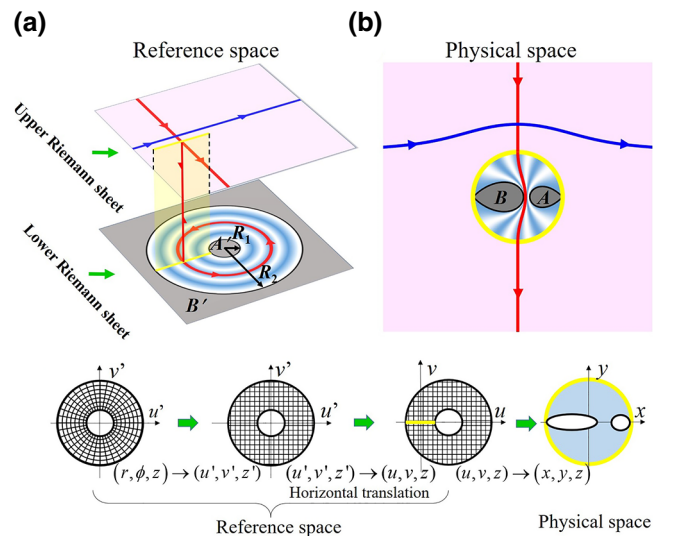 (a)
Reference space
Upper Riemann sheet
Lower Riemann sheet
A'
R₁
R₂
B'
(b)
Physical space
B
A
v'
u'
v'
u'
v
u
y
x
(r,ϕ,z)→(u',v',z')
(u',v',z')→(u,v,z)
(u,v,z)→(x,y,z)
Horizontal translation
Reference space
Physical space